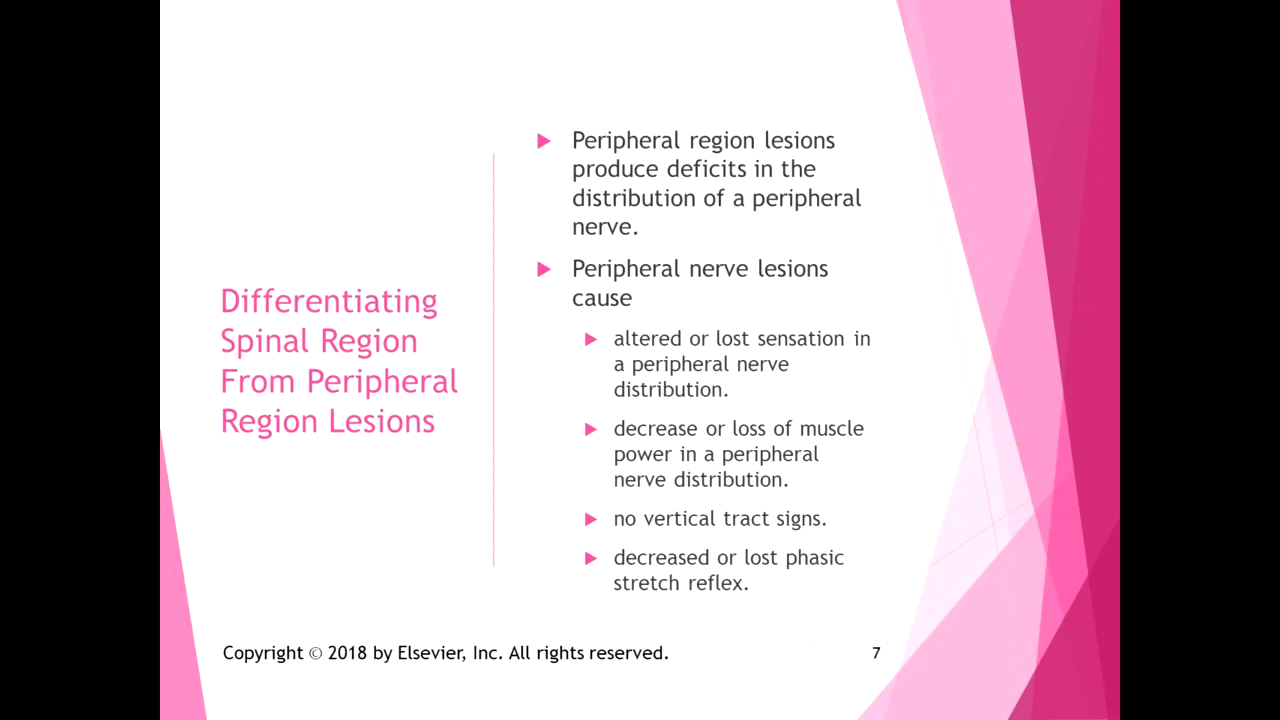 Differentiating
Spinal Region
From Peripheral
Region Lesions
Peripheral region lesions
produce deficits in the
distribution of a peripheral
nerve.
Peripheral nerve lesions
cause
altered or lost sensation in
a peripheral nerve
distribution.
decrease or loss of muscle
power in a peripheral
nerve distribution.
no vertical tract signs.
decreased or lost phasic
stretch reflex.
Copyright © 2018 by Elsevier, Inc. All rights reserved.
7